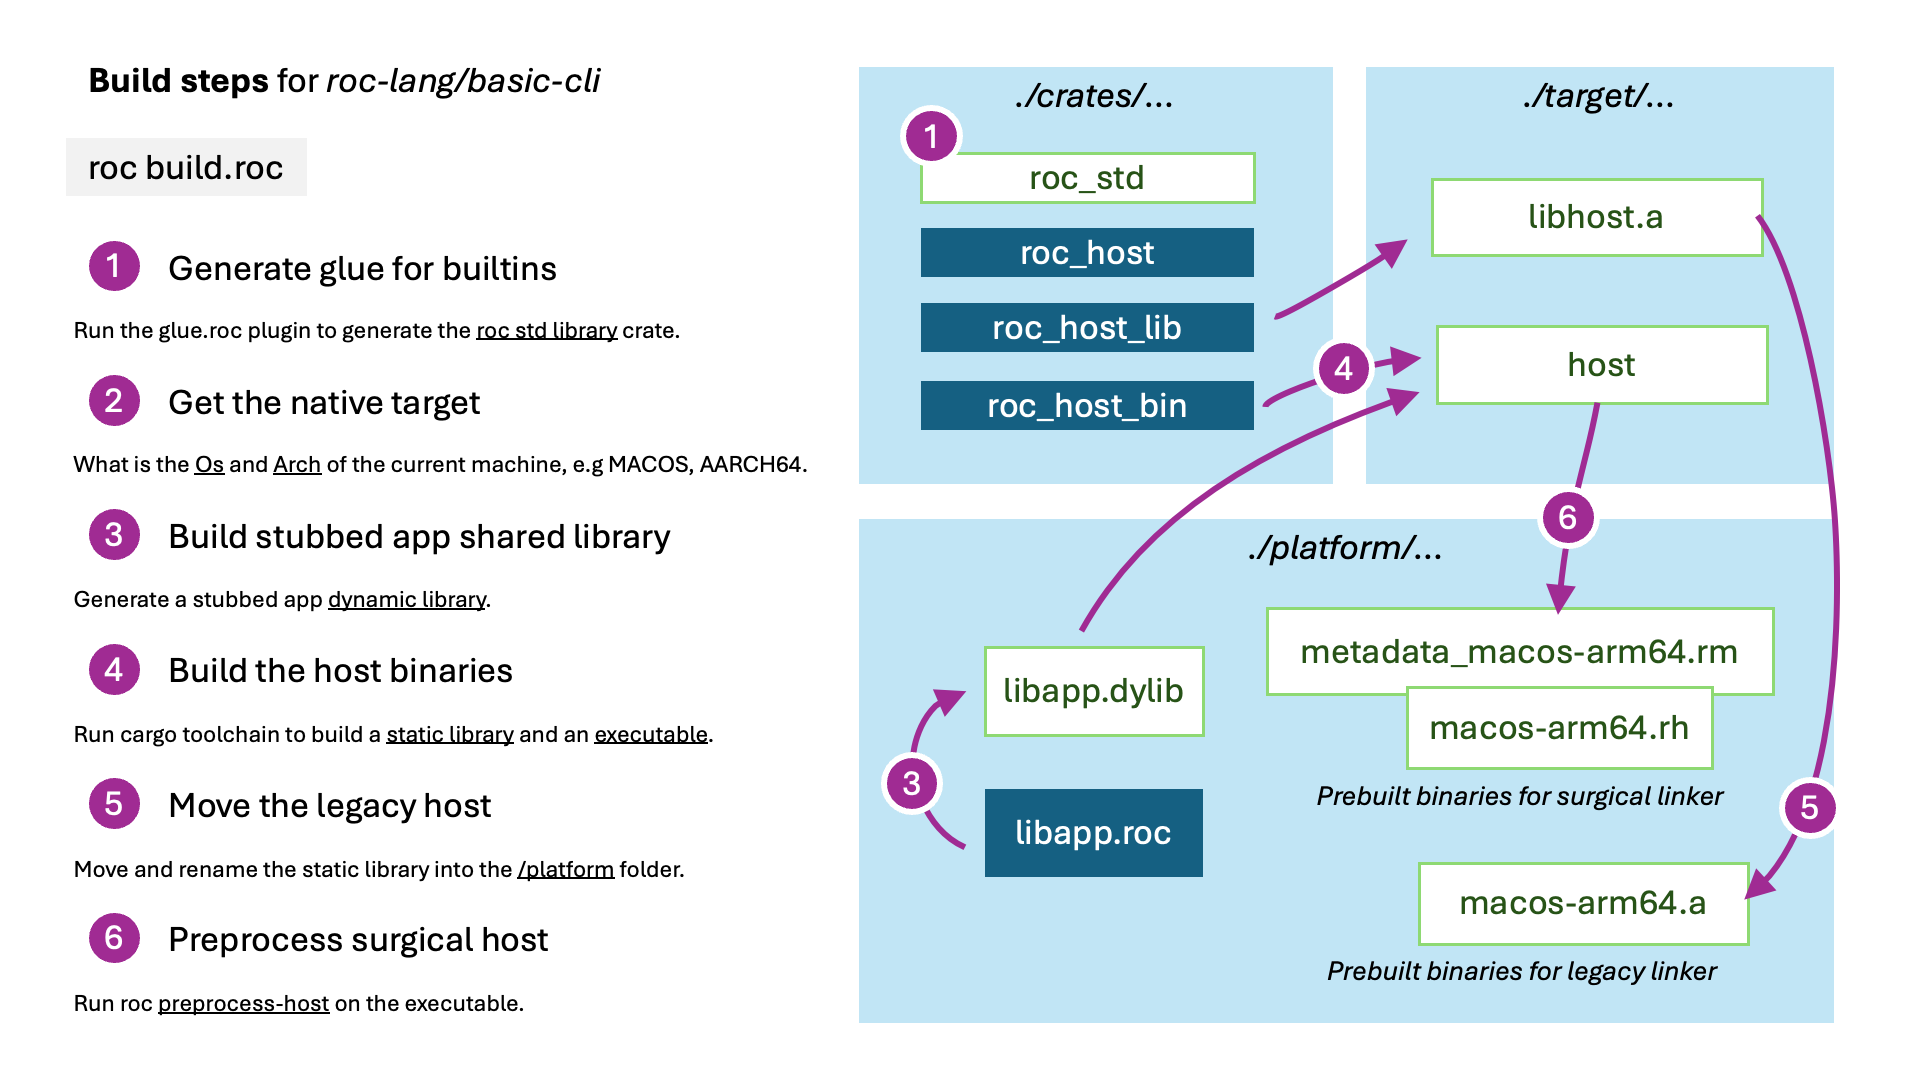 Build steps for roc-lang/basic-cli
roc build.roc
1 Generate glue for builtins
Run the glue.roc plugin to generate the roc std library crate.
2 Get the native target
What is the Os and Arch of the current machine, e.g MACOS, AARCH64.
3 Build stubbed app shared library
Generate a stubbed app dynamic library.
4 Build the host binaries
Run cargo toolchain to build a static library and an executable.
5 Move the legacy host
Move and rename the static library into the /platform folder.
6 Preprocess surgical host
Run roc preprocess-host on the executable.
./crates/...
1
roc_std
roc_host
roc_host_lib
roc_host_bin
4
./target/...
libhost.a
host
6
./platform/...
libapp.dylib
3
libapp.roc
metadata_macos-arm64.rm
macos-arm64.rh
Prebuilt binaries for surgical linker
5
macos-arm64.a
Prebuilt binaries for legacy linker